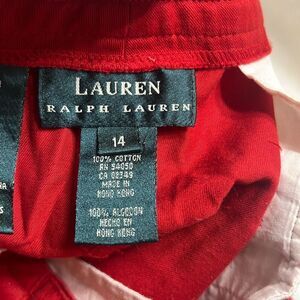 LAUREN
RALPH LAUREN
14
100% COTTON
RN 54050
CA 02749
MADE IN
HONG KONG
100% ALGODON
HECHO EN
HONG KONG